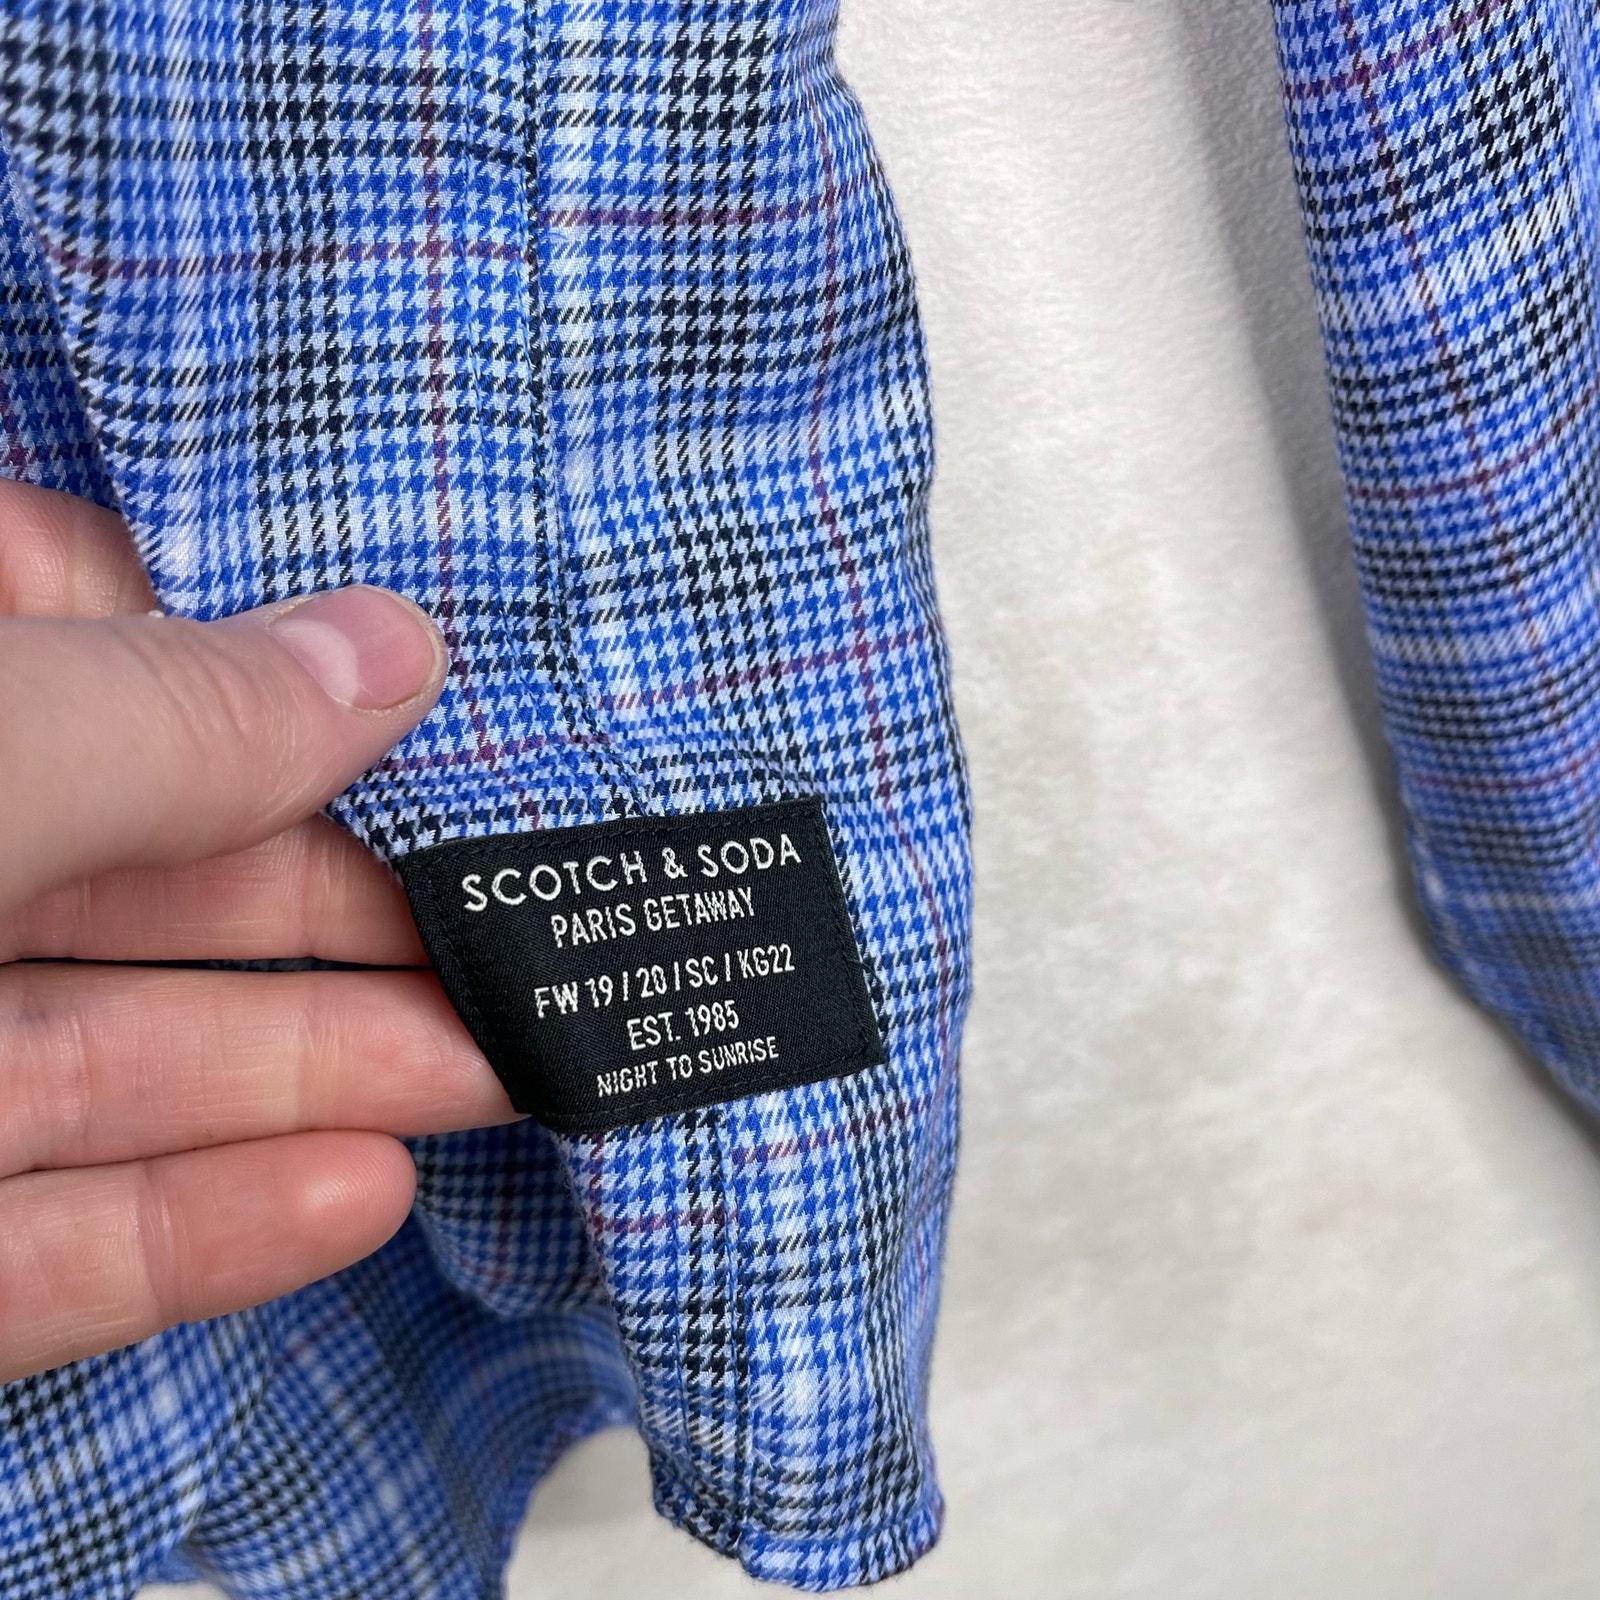 SCOTCH & SODA
PARIS GETAWAY
FW 19 / 20 / SC / KG22
EST. 1985
NIGHT TO SUNRISE